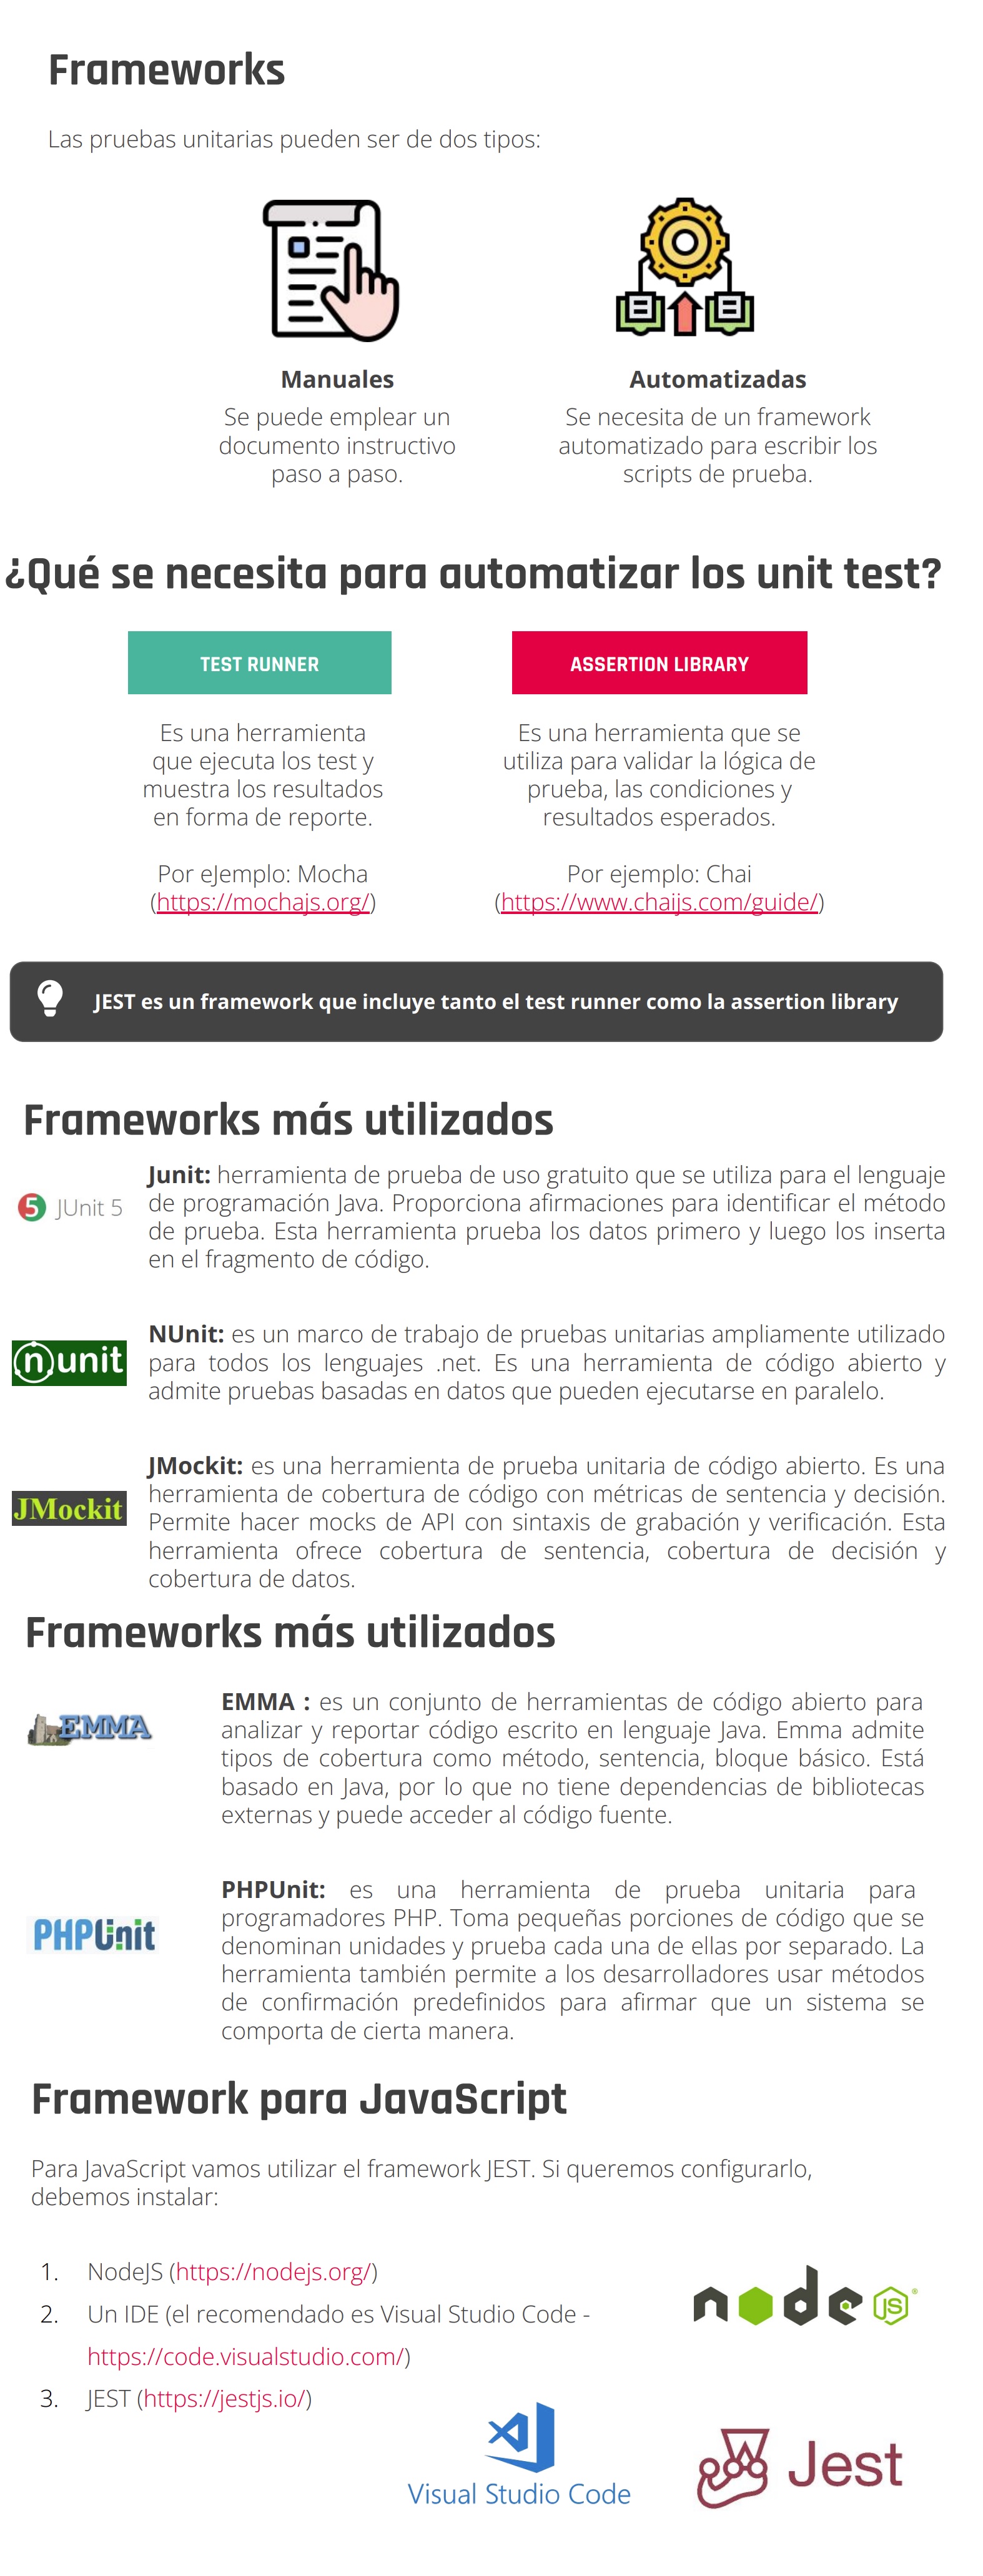 Frameworks
Las pruebas unitarias pueden ser de dos tipos:
Manuales
Se puede emplear un
documento instructivo
paso a paso.
Automatizadas
Se necesita de un framework
automatizado para escribir los
scripts de prueba.
¿Qué se necesita para automatizar los unit test?
TEST RUNNER
Es una herramienta
que ejecuta los test y
muestra los resultados
en forma de reporte.
Por eJemplo: Mocha
(https://mochajs.org/)
ASSERTION LIBRARY
Es una herramienta que se
utiliza para validar la lógica de
prueba, las condiciones y
resultados esperados.
Por ejemplo: Chai
(https://www.chaijs.com/guide/)
JEST es un framework que incluye tanto el test runner como la assertion library
Frameworks más utilizados
5 JUnit 5
Junit: herramienta de prueba de uso gratuito que se utiliza para el lenguaje
de programación Java. Proporciona afirmaciones para identificar el método
de prueba. Esta herramienta prueba los datos primero y luego los inserta
en el fragmento de código.
nunit
NUnit: es un marco de trabajo de pruebas unitarias ampliamente utilizado
para todos los lenguajes .net. Es una herramienta de código abierto y
admite pruebas basadas en datos que pueden ejecutarse en paralelo.
JMockit
JMockit: es una herramienta de prueba unitaria de código abierto. Es una
herramienta de cobertura de código con métricas de sentencia y decisión.
Permite hacer mocks de API con sintaxis de grabación y verificación. Esta
herramienta ofrece cobertura de sentencia, cobertura de decisión y
cobertura de datos.
Frameworks más utilizados
EMMA
EMMA : es un conjunto de herramientas de código abierto para
analizar y reportar código escrito en lenguaje Java. Emma admite
tipos de cobertura como método, sentencia, bloque básico. Está
basado en Java, por lo que no tiene dependencias de bibliotecas
externas y puede acceder al código fuente.
PHPUnit
PHPUnit: es una herramienta de prueba unitaria para
programadores PHP. Toma pequeñas porciones de código que se
denominan unidades y prueba cada una de ellas por separado. La
herramienta también permite a los desarrolladores usar métodos
de confirmación predefinidos para afirmar que un sistema se
comporta de cierta manera.
Framework para JavaScript
Para JavaScript vamos utilizar el framework JEST. Si queremos configurarlo,
debemos instalar:
1. NodeJS (https://nodejs.org/)
2. Un IDE (el recomendado es Visual Studio Code -
https://code.visualstudio.com/)
3. JEST (https://jestjs.io/)
node JS ®
Visual Studio Code
Jest